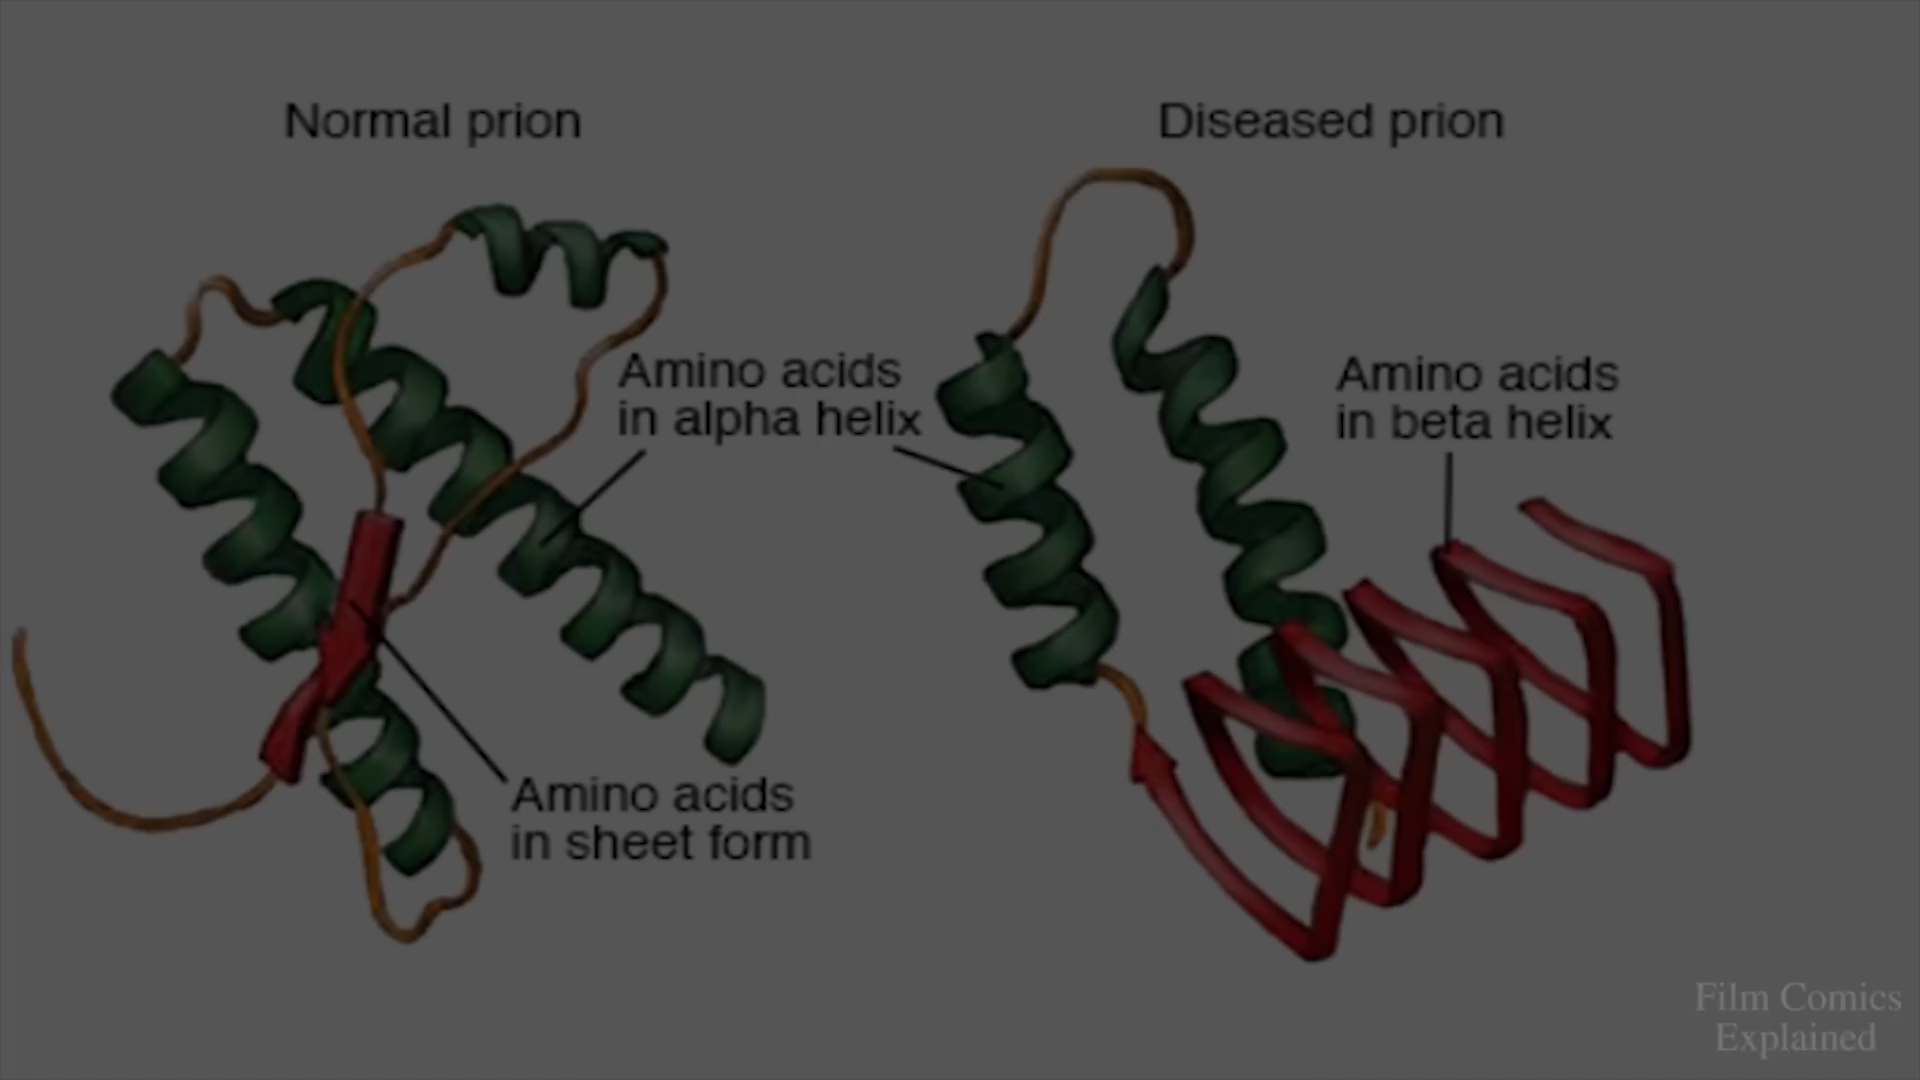 Normal prion
Diseased prion
Amino acids
in alpha helix
Amino acids
in beta helix
Amino acids
in sheet form
Film Comics
Explained